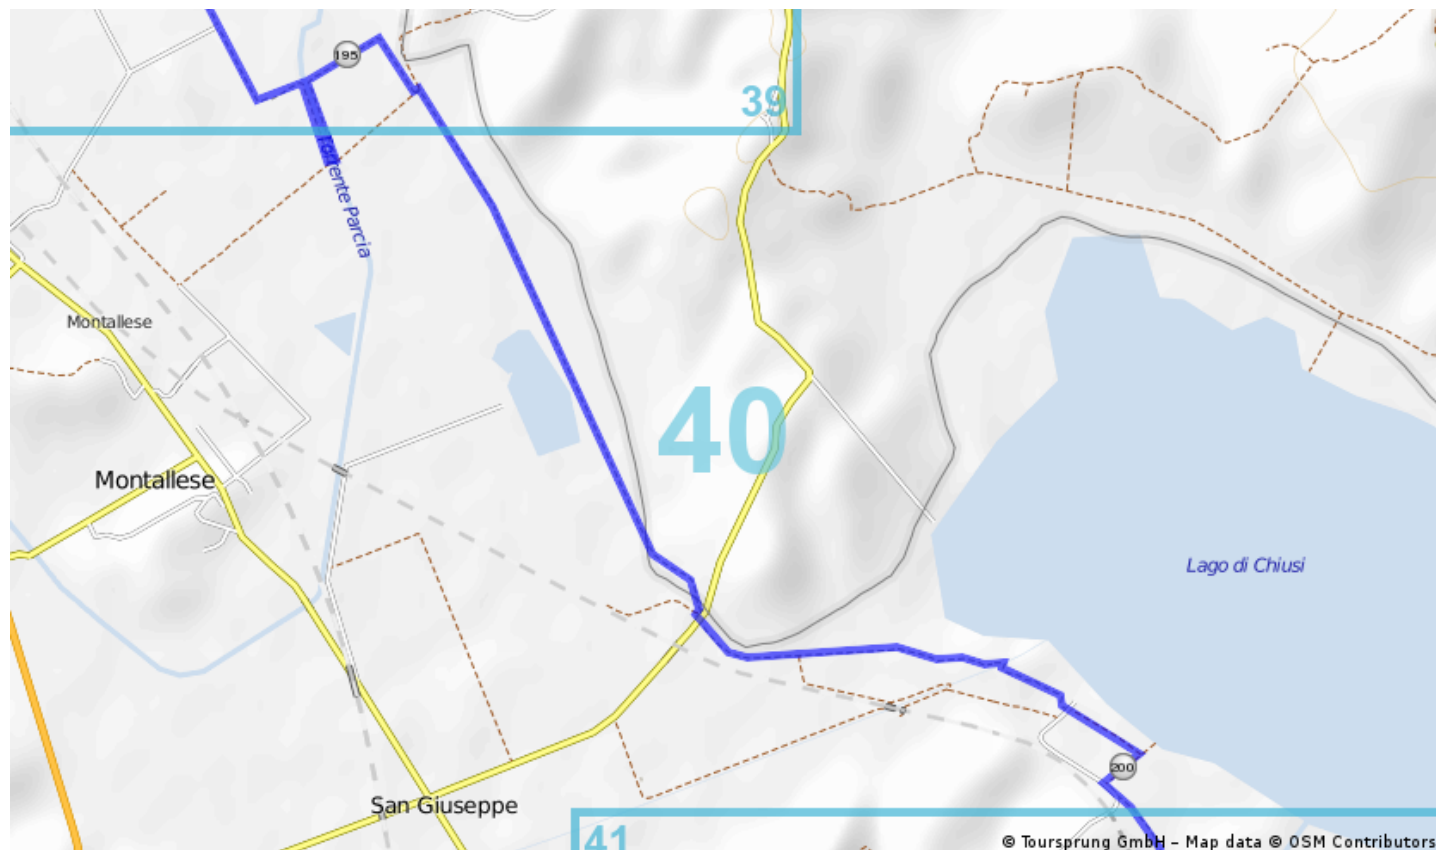 195
39
Torrente Parcia
Montallese
40
Montallese
Lago di Chiusi
200
San Giuseppe
41
© Toursprung GmbH – Map data © OSM Contributors